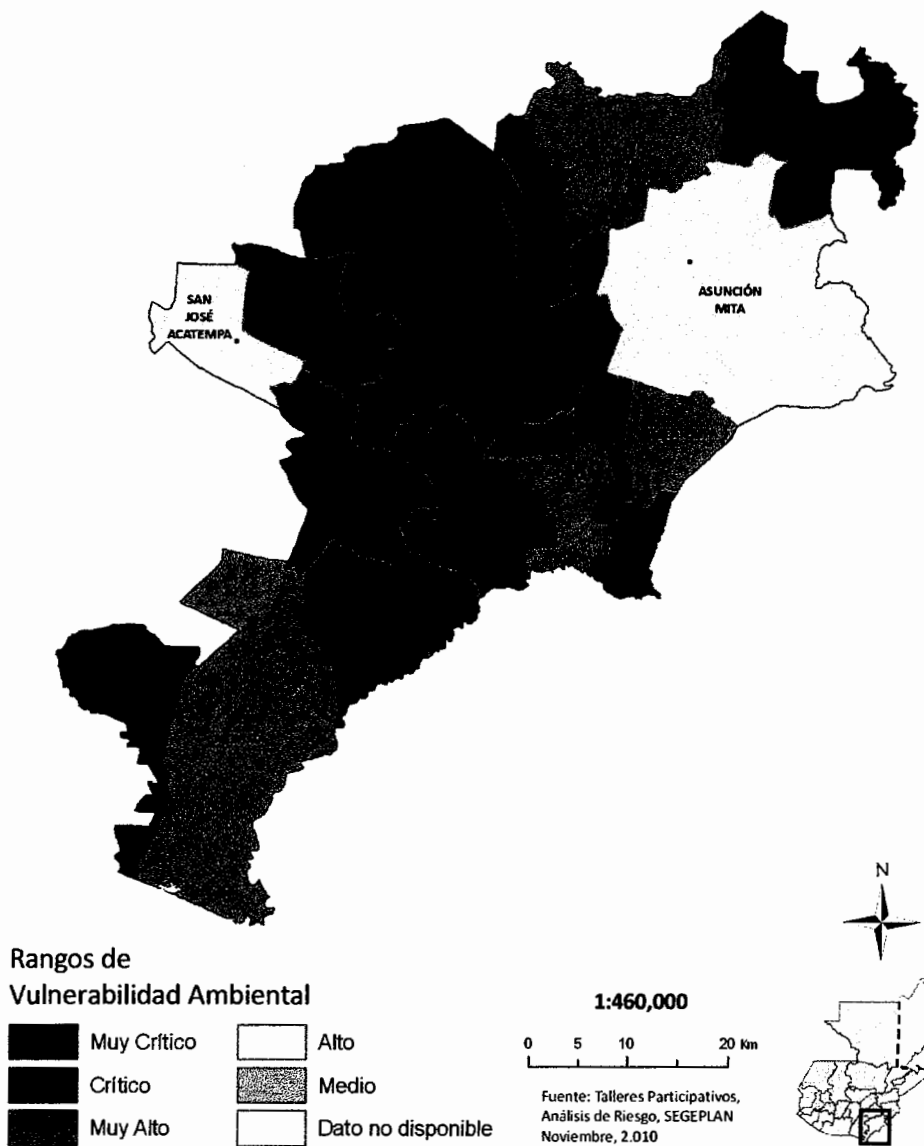 SAN
JOSÉ
ACATEMPA
ASUNCIÓN
MITA
N
Rangos de
Vulnerabilidad Ambiental
Muy Crítico
Alto
Crítico
Medio
Muy Alto
Dato no disponible
1:460,000
0 5 10 20 Km
Fuente: Talleres Participativos,
Análisis de Riesgo, SEGEPLAN
Noviembre, 2.010